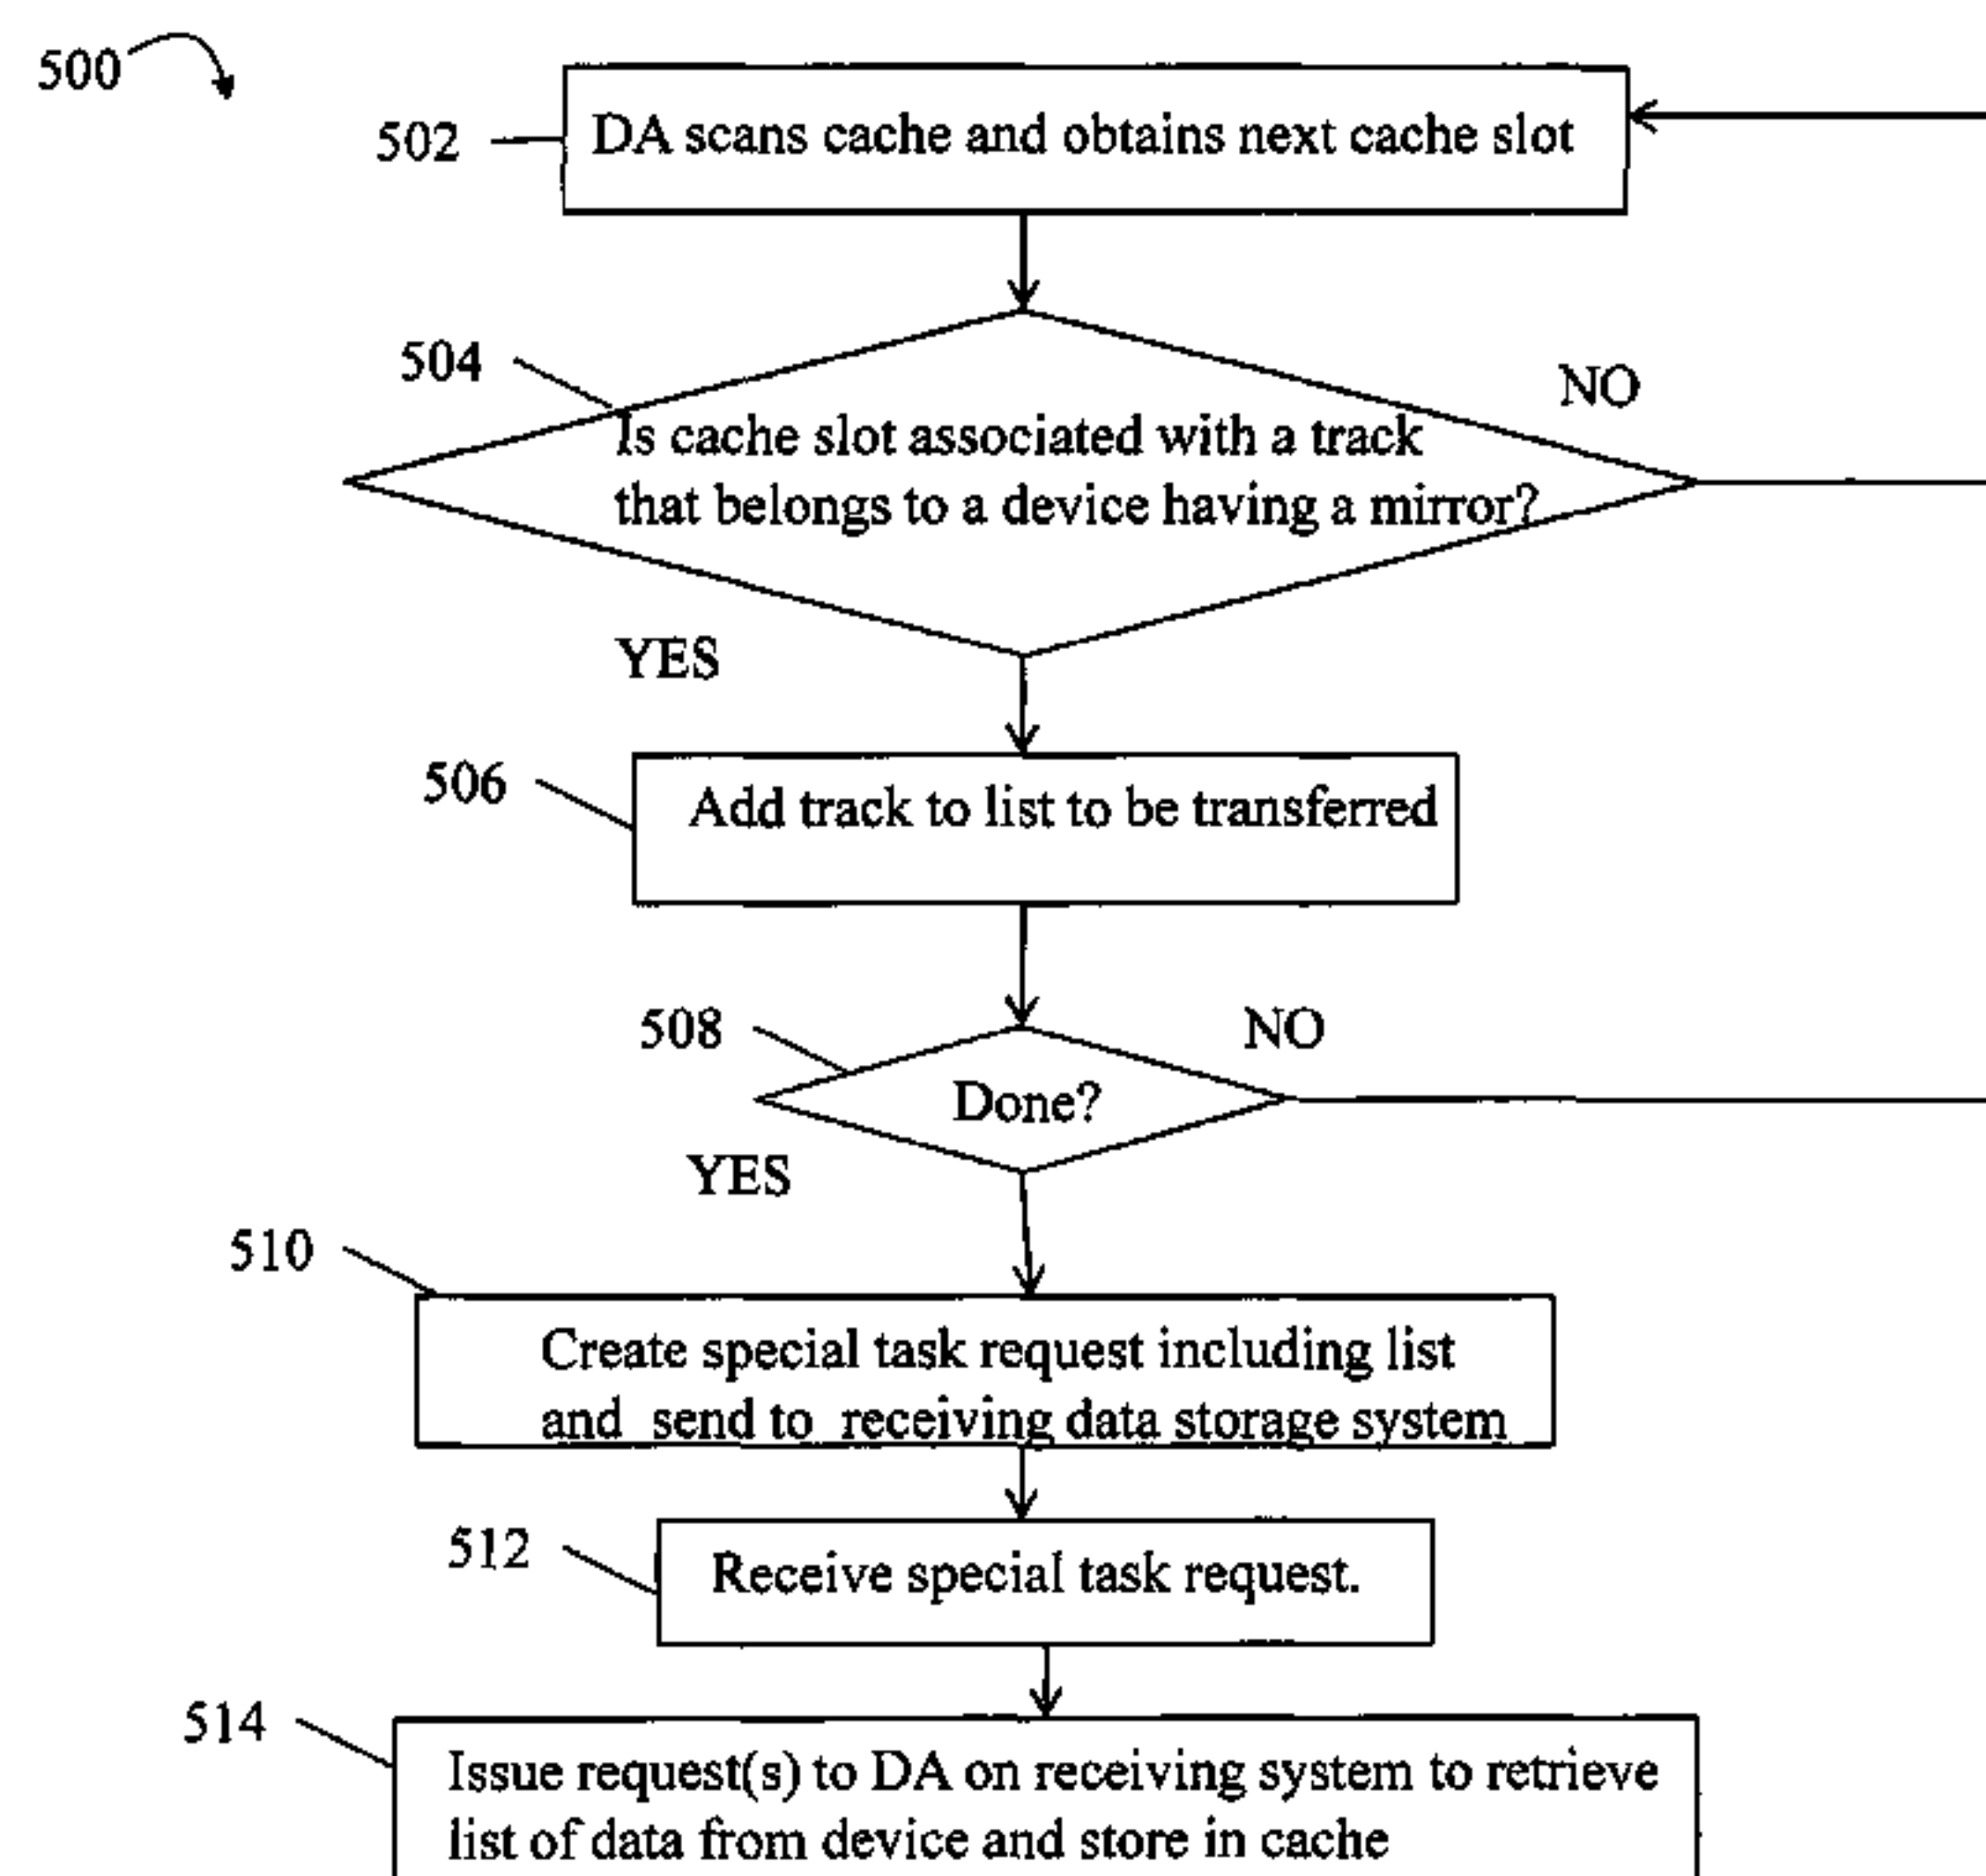 500
502
DA scans cache and obtains next cache slot
504
NO
Is cache slot associated with a track
that belongs to a device having a mirror?
YES
506
Add track to list to be transferred
508
NO
Done?
YES
510
Create special task request including list
and send to receiving data storage system
512
Receive special task request.
514
Issue request(s) to DA on receiving system to retrieve
list of data from device and store in cache